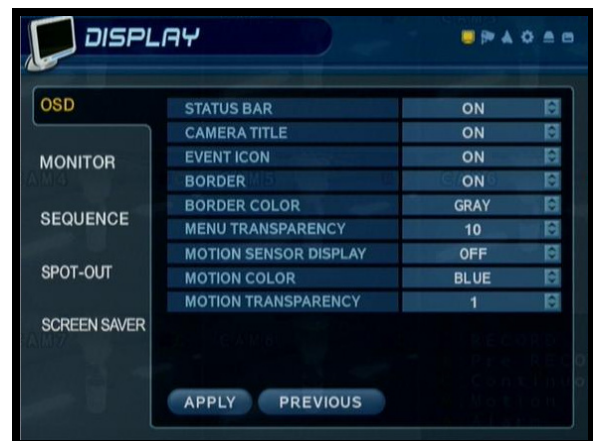 DISPLAY
OSD
MONITOR
SEQUENCE
SPOT-OUT
SCREEN SAVER
STATUS BAR ON
CAMERA TITLE ON
EVENT ICON ON
BORDER ON
BORDER COLOR GRAY
MENU TRANSPARENCY 10
MOTION SENSOR DISPLAY OFF
MOTION COLOR BLUE
MOTION TRANSPARENCY 1
APPLY PREVIOUS